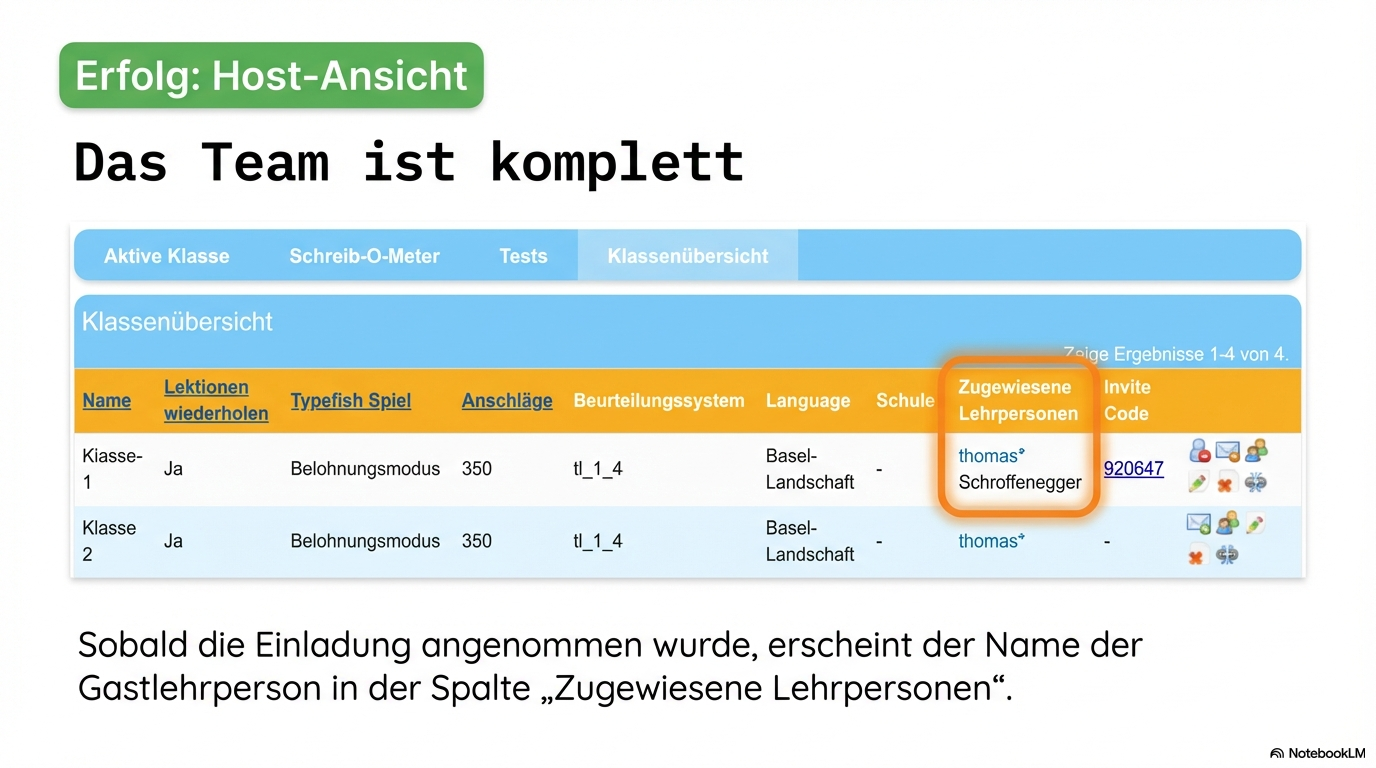 Erfolg: Host-Ansicht
Das Team ist komplett
Aktive Klasse Schreib-O-Meter Tests Klassenübersicht
Klassenübersicht
Zeige Ergebnisse 1-4 von 4.
Name Lektionen wiederholen Typefish Spiel Anschläge Beurteilungssystem Language Schule Zugewiesene Lehrpersonen Invite Code
Kiasse-1 Ja Belohnungsmodus 350 tl_1_4 Basel-Landschaft - thomas Schroffenegger 920647
Klasse 2 Ja Belohnungsmodus 350 tl_1_4 Basel-Landschaft - thomas -
Sobald die Einladung angenommen wurde, erscheint der Name der
Gastlehrperson in der Spalte „Zugewiesene Lehrpersonen“.
NotebookLM